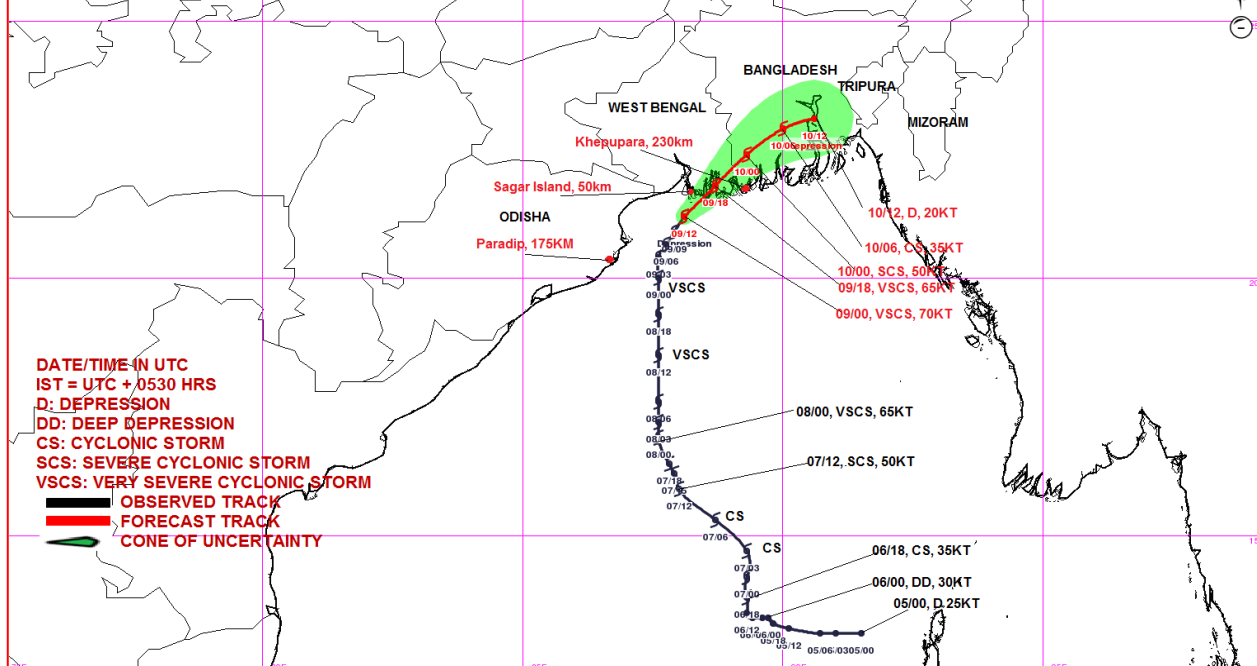 BANGLADESH
TRIPURA
WEST BENGAL
MIZORAM
Khepupara, 230km
10/12
10/06
Depression
10/00
Sagar Island, 50km
09/18
ODISHA
10/12, D, 20KT
09/12
Paradip, 175KM
Depression
10/06, CS, 35KT
09/09
09/06
09/03
10/00, SCS, 50KT
VSCS
09/18, VSCS, 65KT
09/00
09/00, VSCS, 70KT
08/18
VSCS
08/12
DATE/TIME IN UTC
IST = UTC + 0530 HRS
D: DEPRESSION
DD: DEEP DEPRESSION
CS: CYCLONIC STORM
SCS: SEVERE CYCLONIC STORM
VSCS: VERY SEVERE CYCLONIC STORM
OBSERVED TRACK
FORECAST TRACK
CONE OF UNCERTAINTY
08/00, VSCS, 65KT
08/06
08/03
08/00
07/12, SCS, 50KT
07/18
07/12
CS
07/06
CS
06/18, CS, 35KT
07/03
06/00, DD, 30KT
07/00
05/00, D 25KT
06/18
06/12
06/00
05/18
05/12
05/06
05/03
05/00
15